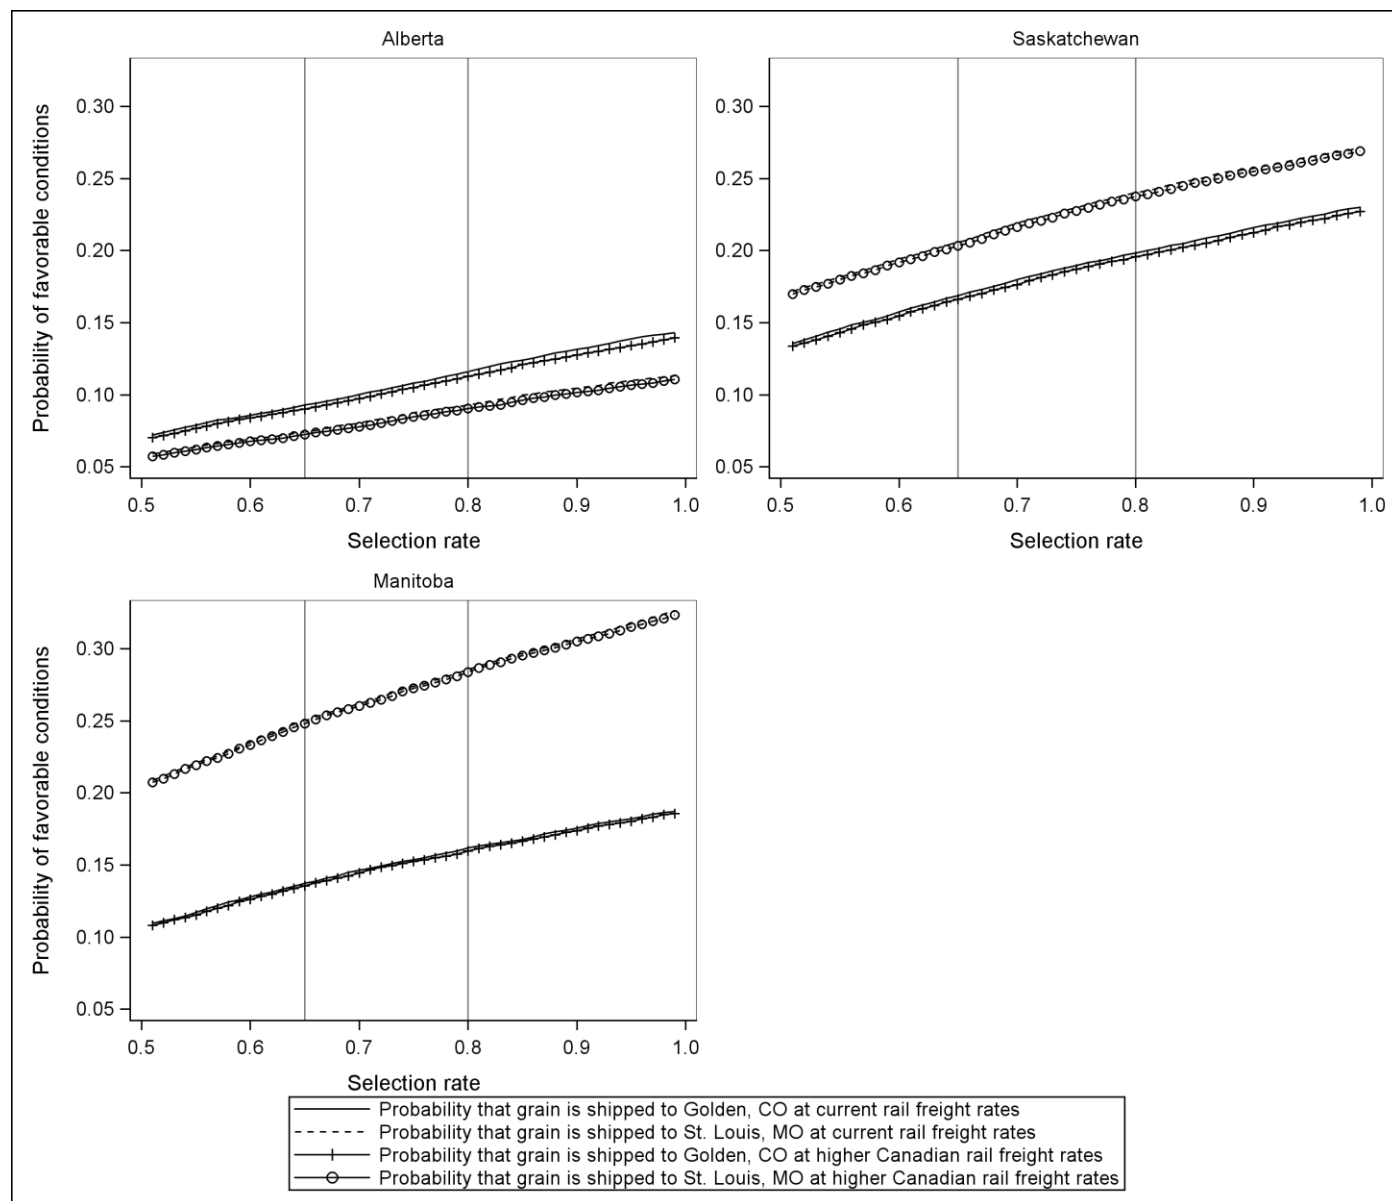 Alberta
Probability of favorable conditions
0.30
0.25
0.20
0.15
0.10
0.05
0.5 0.6 0.7 0.8 0.9 1.0
Selection rate
Saskatchewan
0.30
0.25
0.20
0.15
0.10
0.05
0.5 0.6 0.7 0.8 0.9 1.0
Selection rate
Manitoba
Probability of favorable conditions
0.30
0.25
0.20
0.15
0.10
0.05
0.5 0.6 0.7 0.8 0.9 1.0
Selection rate
Probability that grain is shipped to Golden, CO at current rail freight rates
Probability that grain is shipped to St. Louis, MO at current rail freight rates
Probability that grain is shipped to Golden, CO at higher Canadian rail freight rates
Probability that grain is shipped to St. Louis, MO at higher Canadian rail freight rates